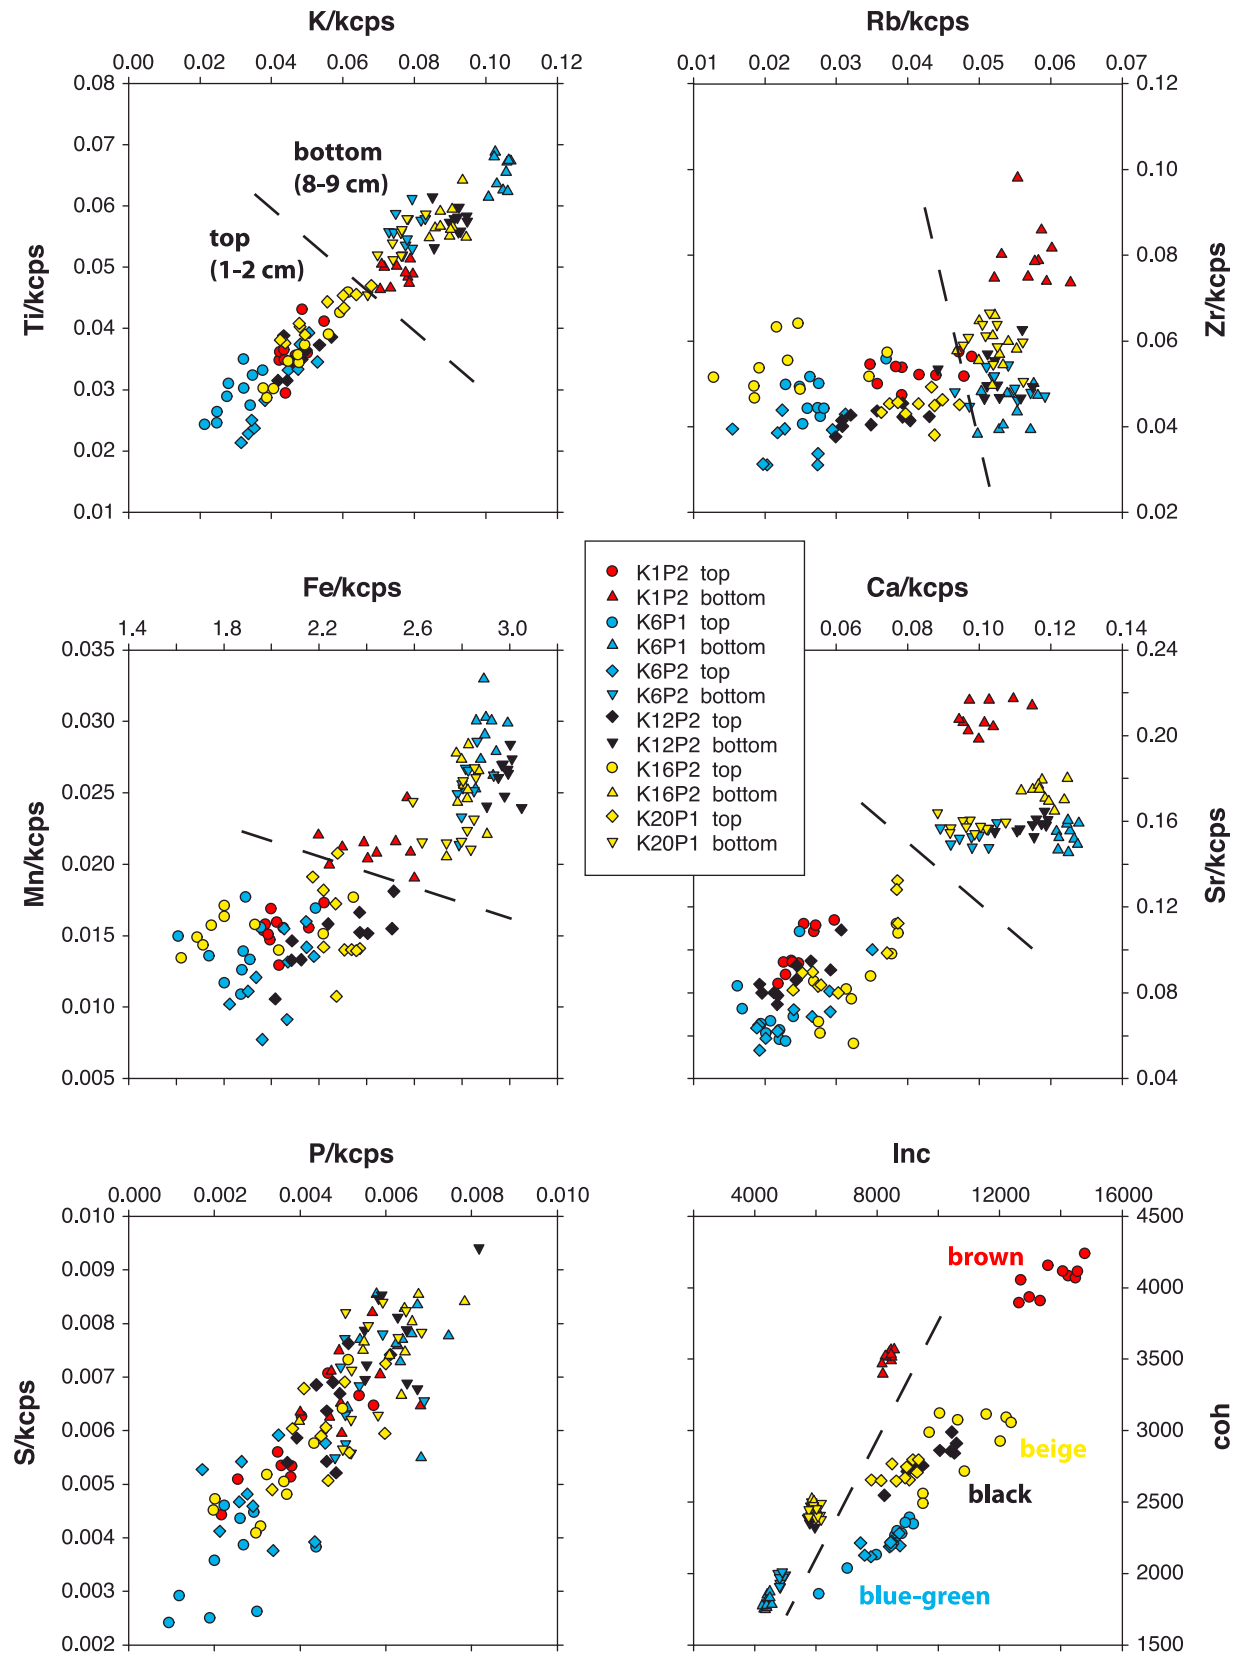 K/kcps
0.00 0.02 0.04 0.06 0.08 0.10 0.12
Ti/kcps
0.08
0.07
0.06
0.05
0.04
0.03
0.02
0.01
bottom
(8-9 cm)
top
(1-2 cm)
Rb/kcps
0.01 0.02 0.03 0.04 0.05 0.06 0.07
0.12
0.10
0.08
0.06
0.04
0.02
Zr/kcps
Fe/kcps
1.4 1.8 2.2 2.6 3.0
Mn/kcps
0.035
0.030
0.025
0.020
0.015
0.010
0.005
K1P2 top
K1P2 bottom
K6P1 top
K6P1 bottom
K6P2 top
K6P2 bottom
K12P2 top
K12P2 bottom
K16P2 top
K16P2 bottom
K20P1 top
K20P1 bottom
Ca/kcps
0.06 0.08 0.10 0.12 0.14
0.24
0.20
0.16
0.12
0.08
0.04
Sr/kcps
P/kcps
0.000 0.002 0.004 0.006 0.008 0.010
S/kcps
0.010
0.009
0.008
0.007
0.006
0.005
0.004
0.003
0.002
Inc
4000 8000 12000 16000
4500
4000
3500
3000
2500
2000
1500
coh
brown
beige
black
blue-green